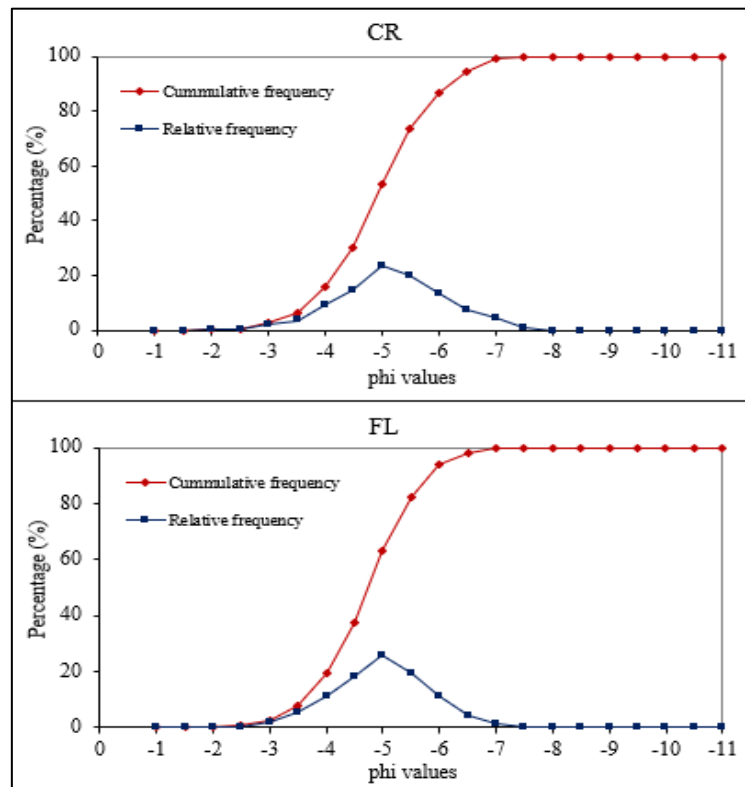 CR
100
80
60
40
20
0
Percentage (%)
Cummulative frequency
Relative frequency
0 -1 -2 -3 -4 -5 -6 -7 -8 -9 -10 -11
phi values
FL
100
80
60
40
20
0
Percentage (%)
Cummulative frequency
Relative frequency
0 -1 -2 -3 -4 -5 -6 -7 -8 -9 -10 -11
phi values